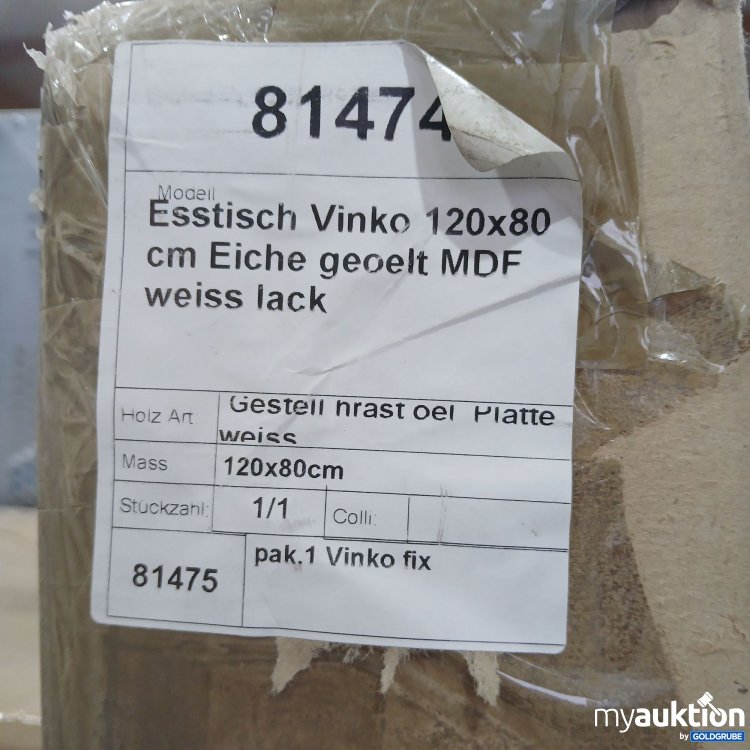 81474
Modell
Esstisch Vinko 120x80
cm Eiche geoelt MDF
weiss lack
Holz Art
Gestell hrast oel Platte
weiss
Mass
120x80cm
Stückzahl:
1/1
Colli:
81475
pak.1 Vinko fix
myauktion
by GOLDGRUBE